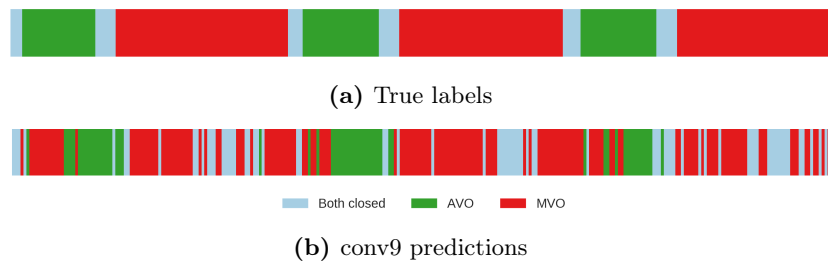 (a) True labels
Both closed AVO MVO
(b) conv9 predictions